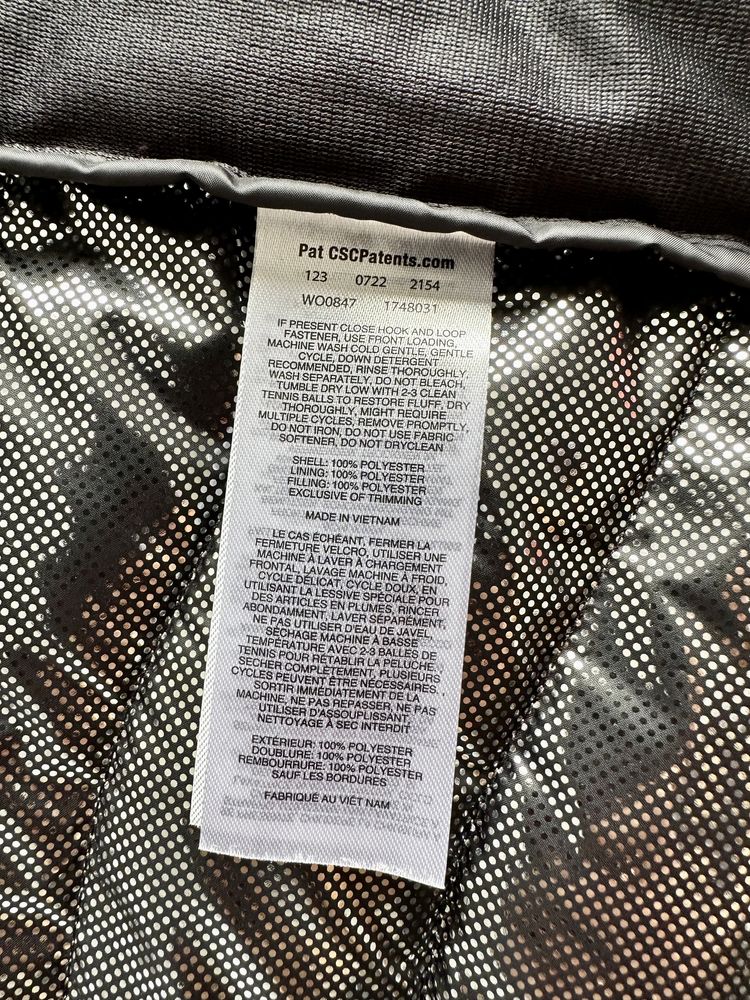 Pat CSCPatents.com
123 0722 2154
WO0847 1748031
IF PRESENT CLOSE HOOK AND LOOP
FASTENER, USE FRONT LOADING,
MACHINE WASH COLD GENTLE, GENTLE
CYCLE, DOWN DETERGENT
RECOMMENDED, RINSE THOROUGHLY,
WASH SEPARATELY, DO NOT BLEACH,
TUMBLE DRY LOW WITH 2-3 CLEAN
TENNIS BALLS TO RESTORE FLUFF, DRY
THOROUGHLY, MIGHT REQUIRE
MULTIPLE CYCLES, REMOVE PROMPTLY,
DO NOT IRON, DO NOT USE FABRIC
SOFTENER, DO NOT DRYCLEAN
SHELL: 100% POLYESTER
LINING: 100% POLYESTER
FILLING: 100% POLYESTER
EXCLUSIVE OF TRIMMING
MADE IN VIETNAM
LE CAS ÉCHÉANT, FERMER LA
FERMETURE VELCRO, UTILISER UNE
MACHINE À LAVER À CHARGEMENT
FRONTAL, LAVAGE MACHINE À FROID,
CYCLE DÉLICAT, CYCLE DOUX, EN
UTILISANT LA LESSIVE SPÉCIALE POUR
DES ARTICLES EN PLUMES, RINCER
ABONDAMMENT, LAVER SÉPARÉMENT,
NE PAS UTILISER D'EAU DE JAVEL,
SÉCHAGE MACHINE À BASSE
TEMPÉRATURE AVEC 2-3 BALLES DE
TENNIS POUR RÉTABLIR LA PELUCHE,
SECHER COMPLÈTEMENT, PLUSIEURS
CYCLES PEUVENT ÊTRE NÉCESSAIRES,
SORTIR IMMÉDIATEMENT DE LA
MACHINE, NE PAS REPASSER, NE PAS
UTILISER D'ASSOUPLISSANT,
NETTOYAGE À SEC INTERDIT
EXTÉRIEUR: 100% POLYESTER
DOUBLURE: 100% POLYESTER
REMBOURRURE: 100% POLYESTER
SAUF LES BORDURES
FABRIQUÉ AU VIÊT NAM